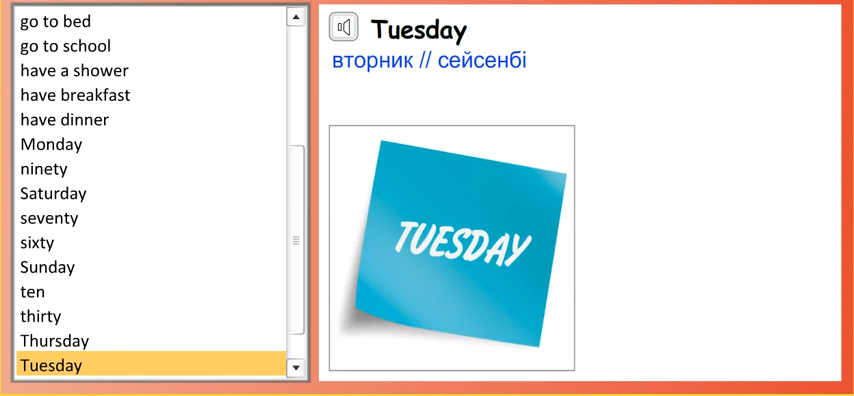 go to bed
go to school
have a shower
have breakfast
have dinner
Monday
ninety
Saturday
seventy
sixty
Sunday
ten
thirty
Thursday
Tuesday
Tuesday
вторник // сейсенбі
TUESDAY